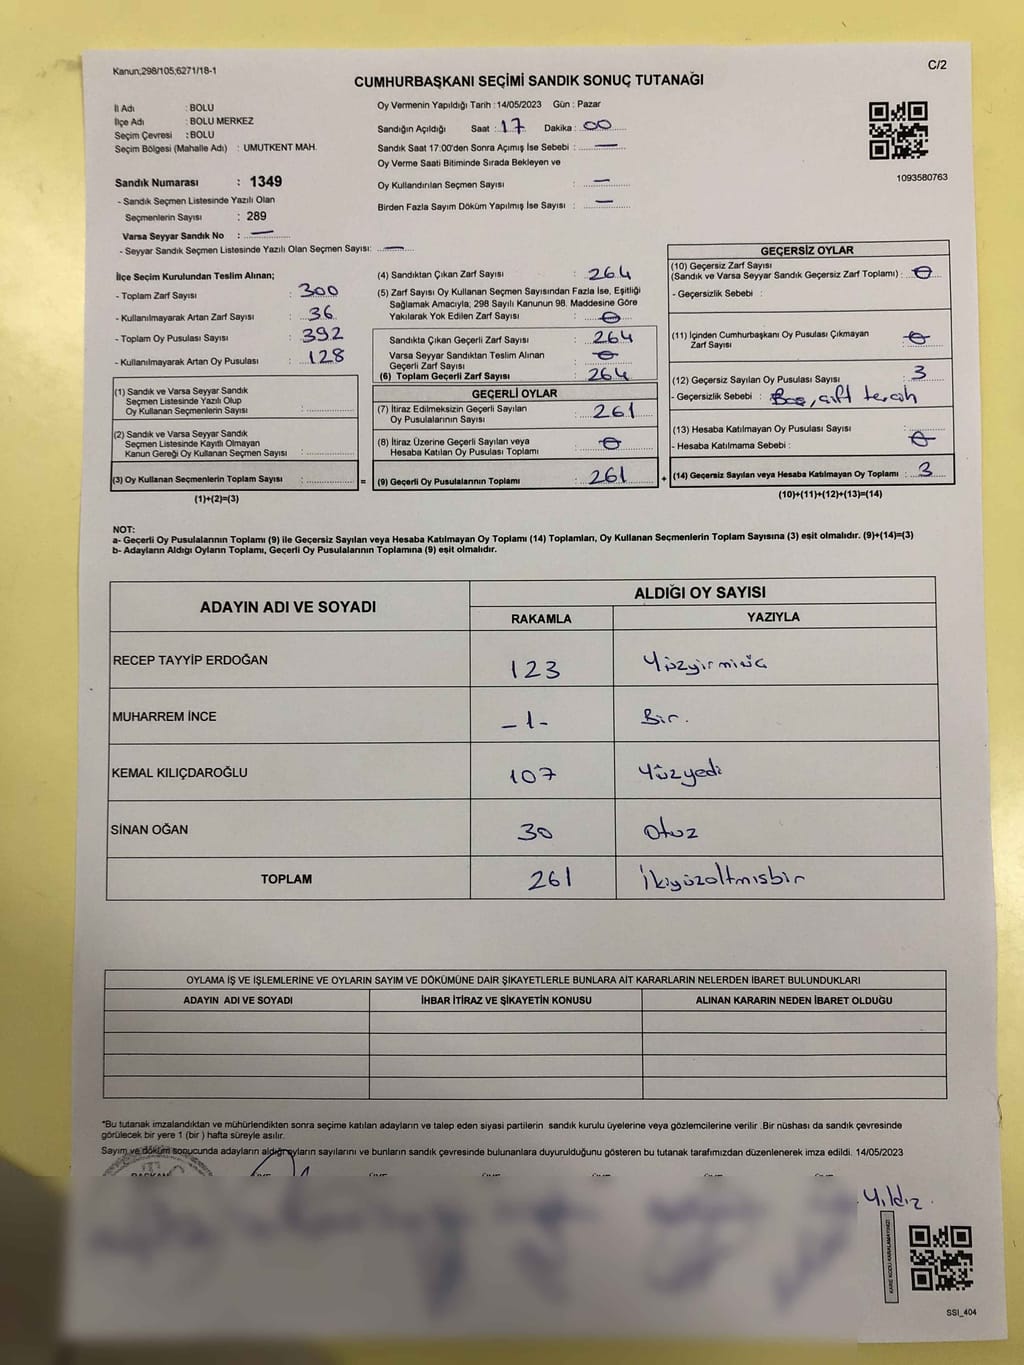 Kanun;298/105;6271/18-1
C/2
CUMHURBAŞKANI SEÇİMİ SANDIK SONUÇ TUTANAĞI
İl Adı : BOLU
İlçe Adı : BOLU MERKEZ
Seçim Çevresi : BOLU
Seçim Bölgesi (Mahalle Adı) : UMUTKENT MAH.
Sandık Numarası : 1349
- Sandık Seçmen Listesinde Yazılı Olan
Seçmenlerin Sayısı : 289
Varsa Seyyar Sandık No : —
- Seyyar Sandık Seçmen Listesinde Yazılı Olan Seçmen Sayısı: —
Oy Vermenin Yapıldığı Tarih : 14/05/2023 Gün : Pazar
Sandığın Açıldığı Saat : 17 Dakika : 00
Sandık Saat 17:00'den Sonra Açımış İse Sebebi : —
Oy Verme Saati Bitiminde Sırada Bekleyen ve
Oy Kullandırılan Seçmen Sayısı : —
Birden Fazla Sayım Döküm Yapılmış İse Sayısı : —
1093580763
İlçe Seçim Kurulundan Teslim Alınan;
- Toplam Zarf Sayısı : 300
- Kullanılmayarak Artan Zarf Sayısı : 36
- Toplam Oy Pusulası Sayısı : 392
- Kullanılmayarak Artan Oy Pusulası : 128
(1) Sandık ve Varsa Seyyar Sandık
Seçmen Listesinde Yazılı Olup
Oy Kullanan Seçmenlerin Sayısı :
(2) Sandık ve Varsa Seyyar Sandık
Seçmen Listesinde Kayıtlı Olmayan
Kanun Gereği Oy Kullanan Seçmen Sayısı :
(3) Oy Kullanan Seçmenlerin Toplam Sayısı : =
(1)+(2)=(3)
(4) Sandıktan Çıkan Zarf Sayısı : 264
(5) Zarf Sayısı Oy Kullanan Seçmen Sayısından Fazla İse, Eşitliği
Sağlamak Amacıyla; 298 Sayılı Kanunun 98. Maddesine Göre
Yakılarak Yok Edilen Zarf Sayısı : 0
Sandıkta Çıkan Geçerli Zarf Sayısı : 264
Varsa Seyyar Sandıktan Teslim Alınan
Geçerli Zarf Sayısı : 0
(6) Toplam Geçerli Zarf Sayısı : 264
GEÇERLİ OYLAR
(7) İtiraz Edilmeksizin Geçerli Sayılan
Oy Pusulalarının Sayısı : 261
(8) İtiraz Üzerine Geçerli Sayılan veya
Hesaba Katılan Oy Pusulası Toplamı : 0
(9) Geçerli Oy Pusulalarının Toplamı : 261 +
GEÇERSİZ OYLAR
(10) Geçersiz Zarf Sayısı
(Sandık ve Varsa Seyyar Sandık Geçersiz Zarf Toplamı) : 0
- Geçersizlik Sebebi :
(11) İçinden Cumhurbaşkanı Oy Pusulası Çıkmayan
Zarf Sayısı : 0
(12) Geçersiz Sayılan Oy Pusulası Sayısı : 3
- Geçersizlik Sebebi : Boş, çift tercih
(13) Hesaba Katılmayan Oy Pusulası Sayısı : 0
- Hesaba Katılmama Sebebi :
(14) Geçersiz Sayılan veya Hesaba Katılmayan Oy Toplamı : 3
(10)+(11)+(12)+(13)=(14)
NOT:
a- Geçerli Oy Pusulalarının Toplamı (9) ile Geçersiz Sayılan veya Hesaba Katılmayan Oy Toplamı (14) Toplamları, Oy Kullanan Seçmenlerin Toplam Sayısına (3) eşit olmalıdır. (9)+(14)=(3)
b- Adayların Aldığı Oyların Toplamı, Geçerli Oy Pusulalarının Toplamına (9) eşit olmalıdır.
ADAYIN ADI VE SOYADI ALDIĞI OY SAYISI
RAKAMLA YAZIYLA
RECEP TAYYİP ERDOĞAN 123 Yüzyirmiüç
MUHARREM İNCE -1- Bir.
KEMAL KILIÇDAROĞLU 107 Yüzyedi
SİNAN OĞAN 30 Otuz
TOPLAM 261 İkiyüzaltmısbir
OYLAMA İŞ VE İŞLEMLERİNE VE OYLARIN SAYIM VE DÖKÜMÜNE DAİR ŞİKAYETLERLE BUNLARA AİT KARARLARIN NELERDEN İBARET BULUNDUKLARI
ADAYIN ADI VE SOYADI İHBAR İTİRAZ VE ŞİKAYETİN KONUSU ALINAN KARARIN NEDEN İBARET OLDUĞU
*Bu tutanak imzalandıktan ve mühürlendikten sonra seçime katılan adayların ve talep eden siyasi partilerin sandık kurulu üyelerine veya gözlemcilerine verilir .Bir nüshası da sandık çevresinde
görülecek bir yere 1 (bir ) hafta süreyle asılır.
Sayım ve döküm sonucunda adayların aldığı oyların sayılarını ve bunların sandık çevresinde bulunanlara duyurulduğunu gösteren bu tutanak tarafımızdan düzenlenerek imza edildi. 14/05/2023
BAŞKAN
Yıldız
KARE KODU KARALAMAYINIZ!
SSI_404